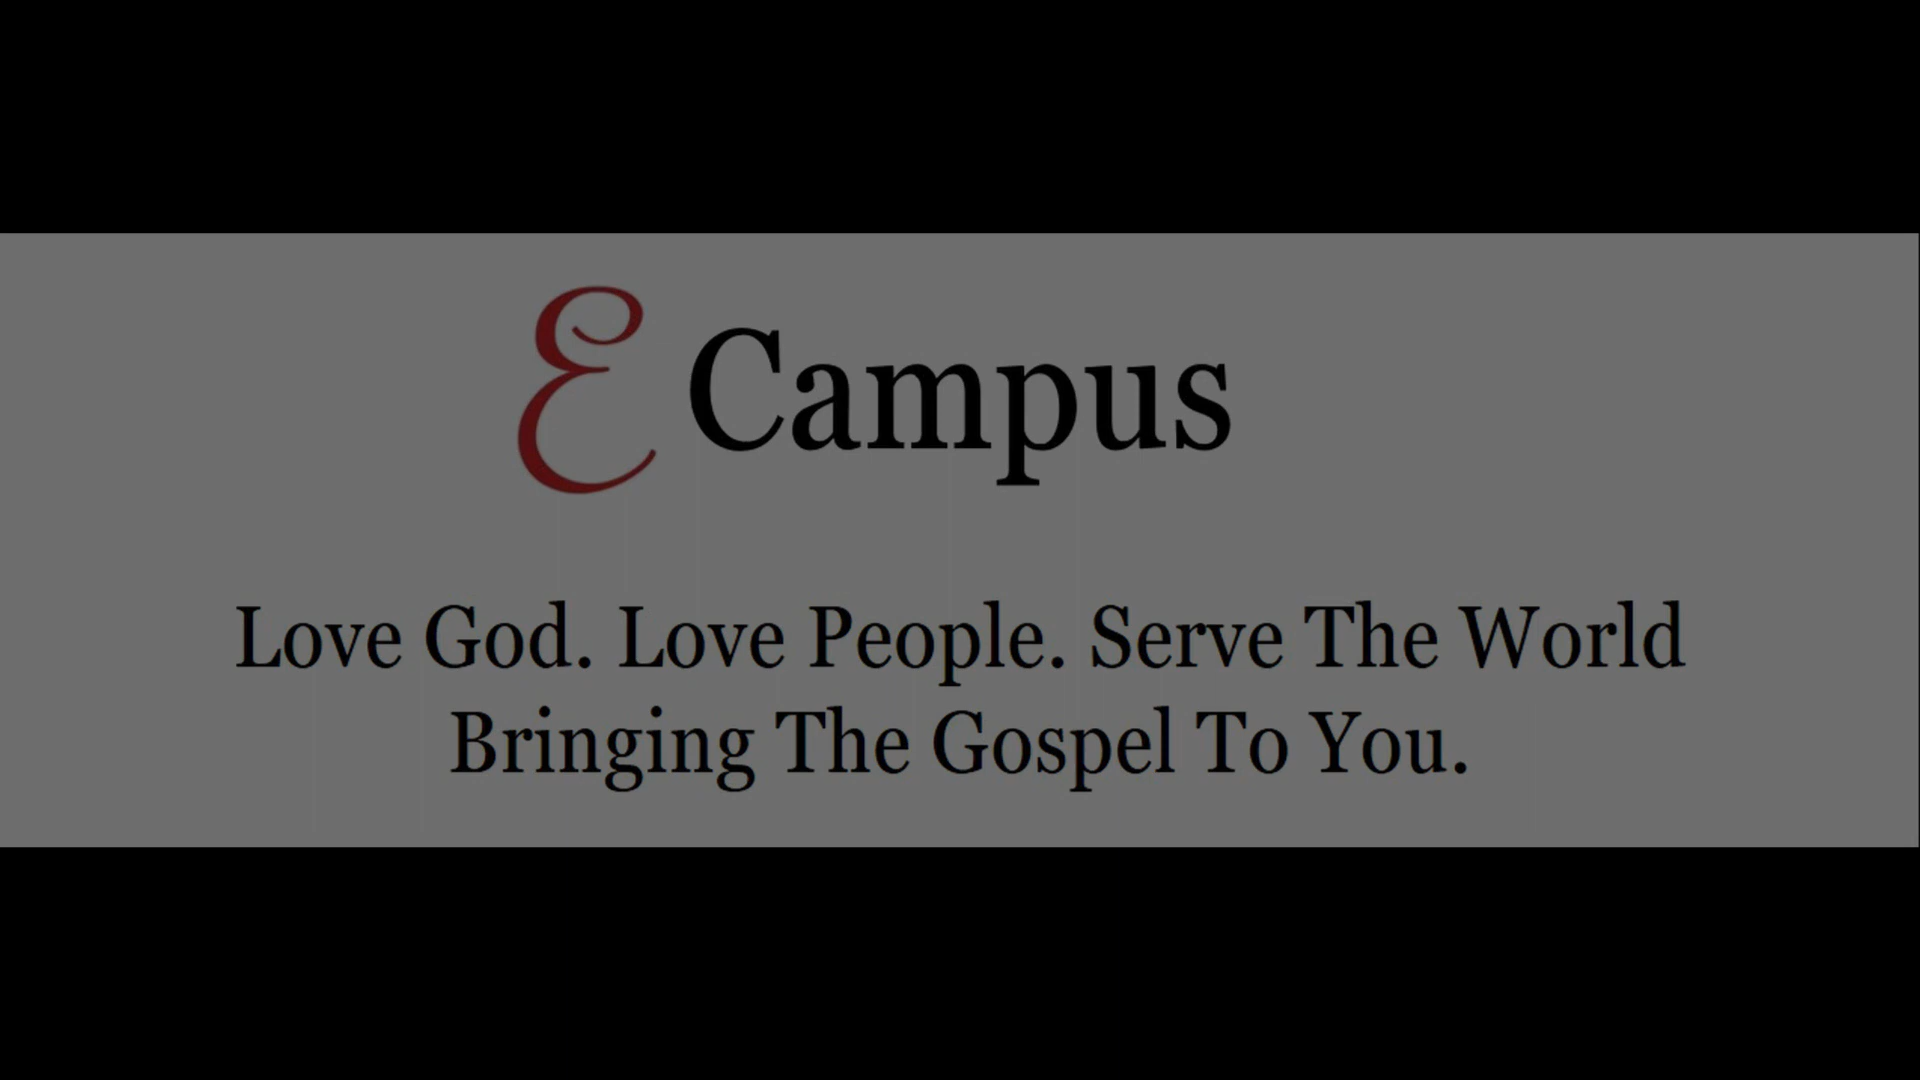 E Campus
Love God. Love People. Serve The World
Bringing The Gospel To You.